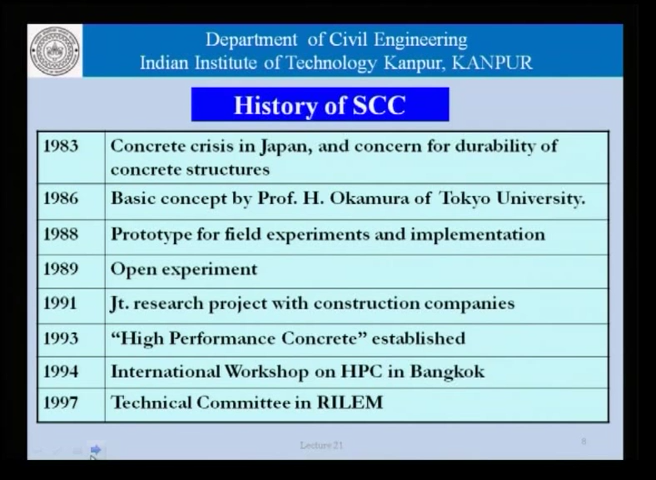 Department of Civil Engineering
Indian Institute of Technology Kanpur, KANPUR
History of SCC
1983 Concrete crisis in Japan, and concern for durability of
concrete structures
1986 Basic concept by Prof. H. Okamura of Tokyo University.
1988 Prototype for field experiments and implementation
1989 Open experiment
1991 Jt. research project with construction companies
1993 “High Performance Concrete” established
1994 International Workshop on HPC in Bangkok
1997 Technical Committee in RILEM
Lecture 21